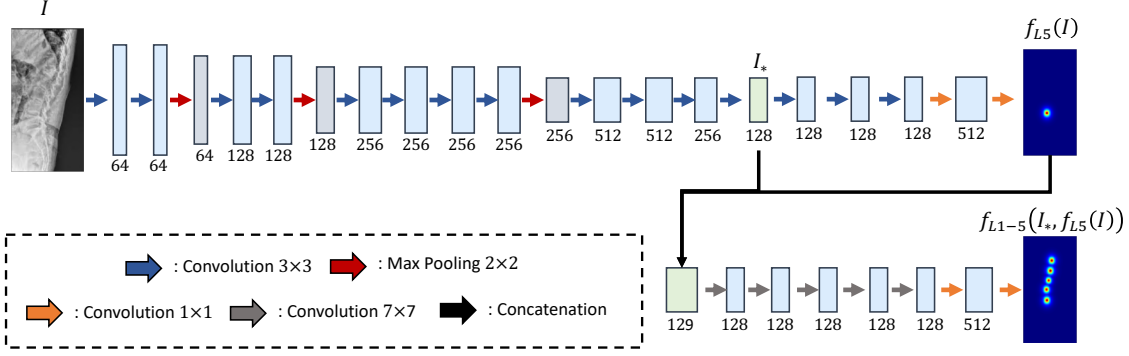 I
f_{L5}(I)
I_*
64 64 64 128 128 128 256 256 256 256 256 512 512 256 128 128 128 128 512
f_{L1-5}(I_*, f_{L5}(I))
: Convolution 3×3 : Max Pooling 2×2
: Convolution 1×1 : Convolution 7×7 : Concatenation
129 128 128 128 128 128 512